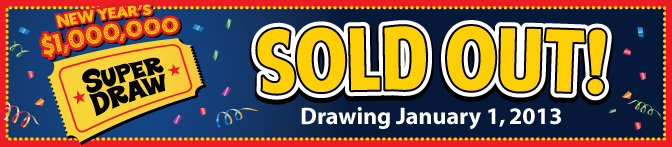 NEW YEAR'S
$1,000,000
SUPER
DRAW
SOLD OUT!
Drawing January 1, 2013